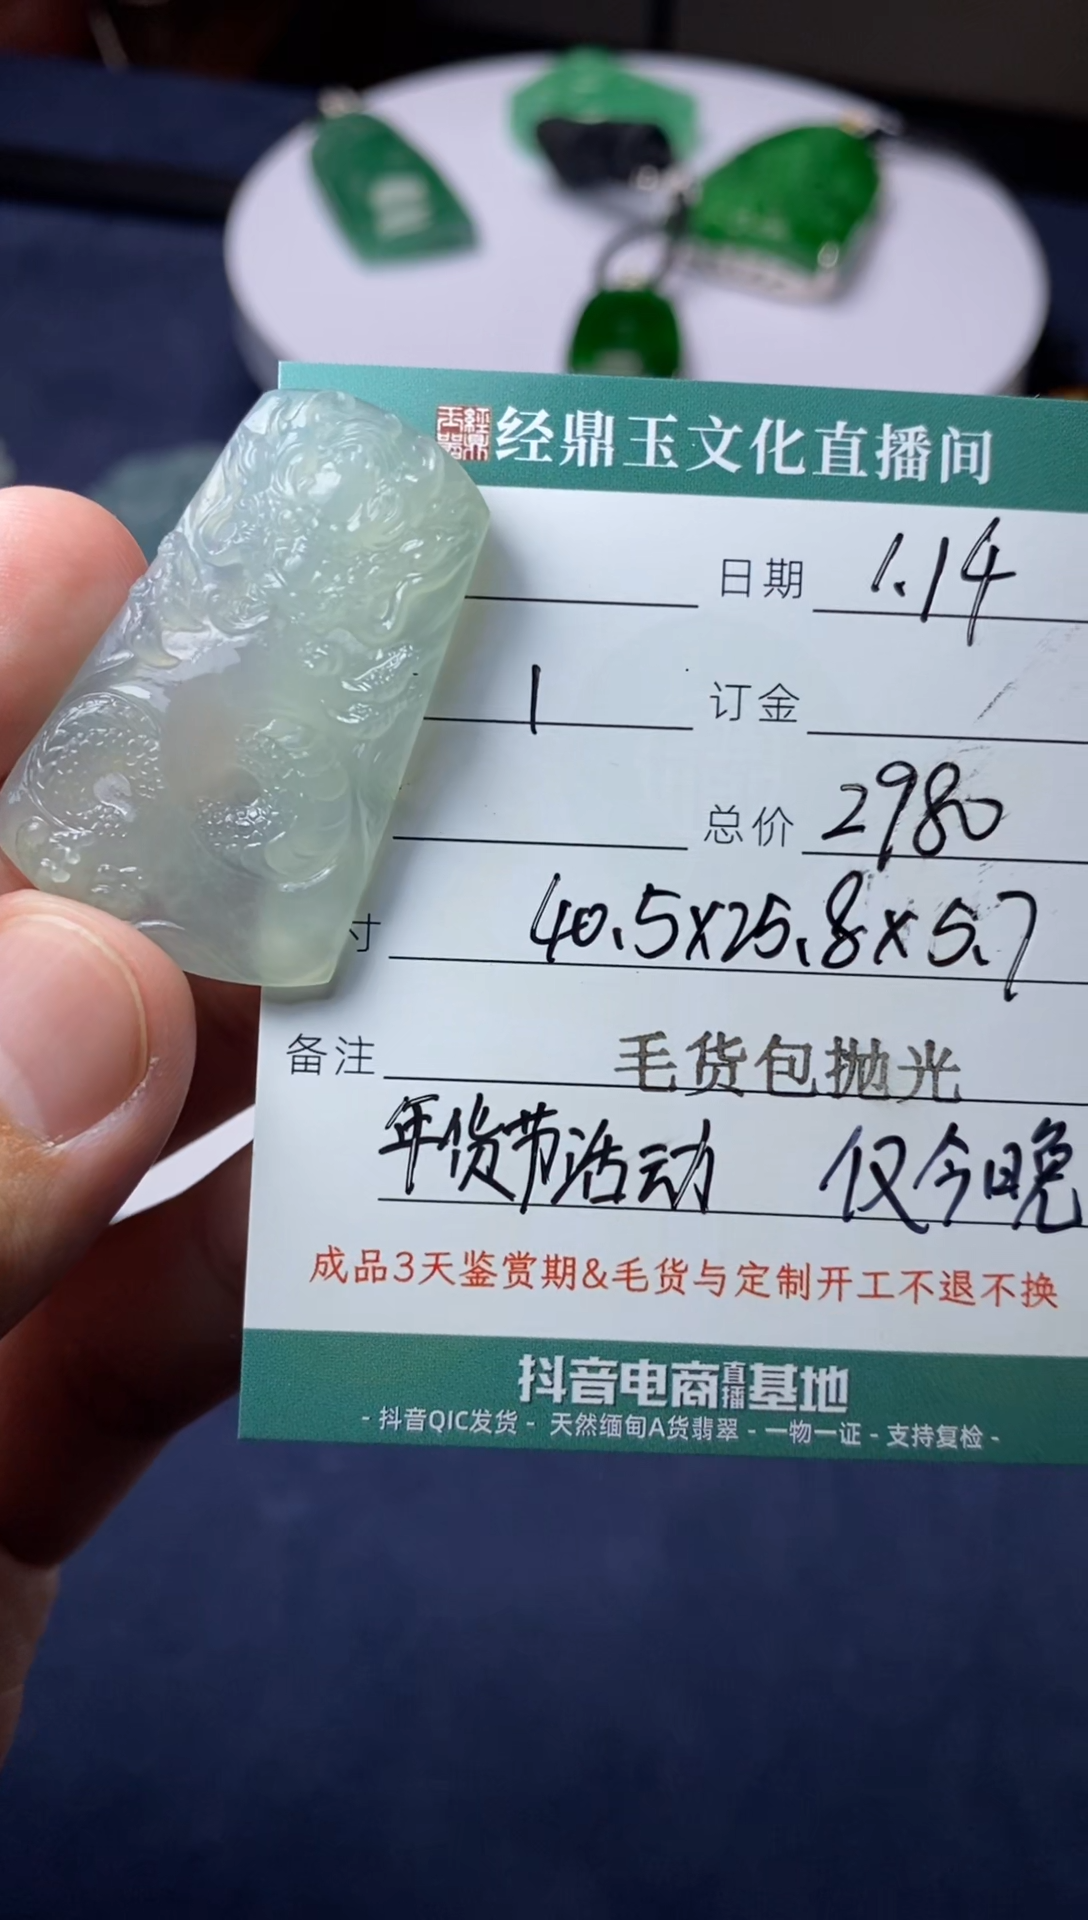 經鼎玉器 经鼎玉文化直播间
日期 1.14
1 订金
总价 2980
寸 40.5x25.8x5.7
备注 毛货包抛光
年货节活动 仅今晚
成品3天鉴赏期&毛货与定制开工不退不换
抖音电商直播基地
- 抖音QIC发货 - 天然缅甸A货翡翠 - 一物一证 - 支持复检 -